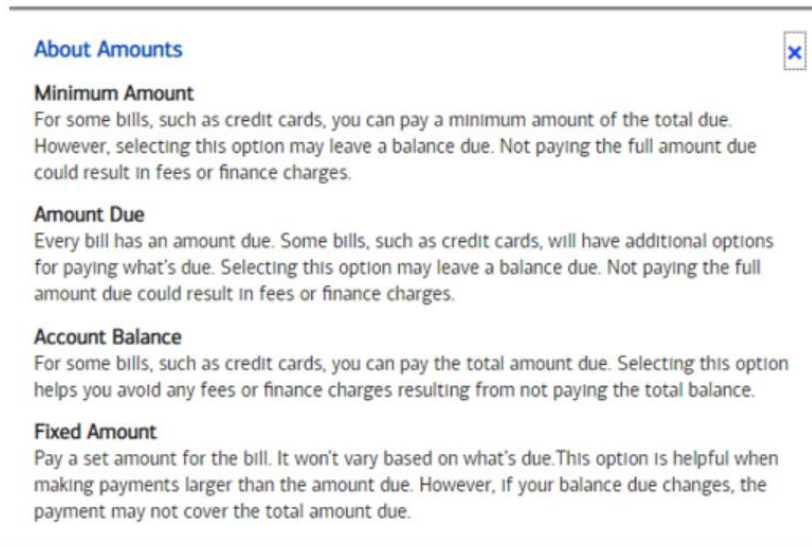 About Amounts
Minimum Amount
For some bills, such as credit cards, you can pay a minimum amount of the total due.
However, selecting this option may leave a balance due. Not paying the full amount due
could result in fees or finance charges.
Amount Due
Every bill has an amount due. Some bills, such as credit cards, will have additional options
for paying what's due. Selecting this option may leave a balance due. Not paying the full
amount due could result in fees or finance charges.
Account Balance
For some bills, such as credit cards, you can pay the total amount due. Selecting this option
helps you avoid any fees or finance charges resulting from not paying the total balance.
Fixed Amount
Pay a set amount for the bill. It won't vary based on what's due.This option is helpful when
making payments larger than the amount due. However, if your balance due changes, the
payment may not cover the total amount due.